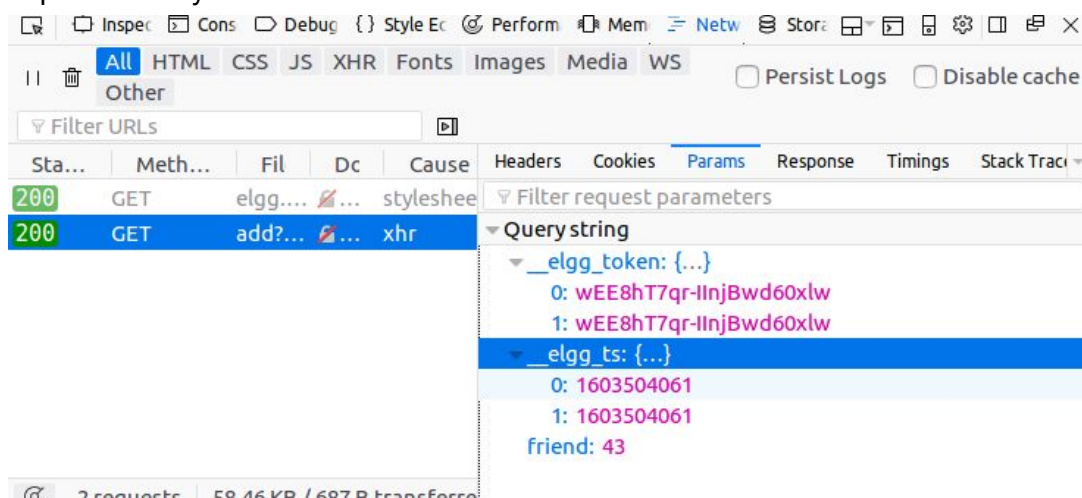 Inspec Cons Debug {} Style Ec Perform Mem Netw Stora
All HTML CSS JS XHR Fonts Images Media WS
Other
Persist Logs Disable cache
Filter URLs
Sta... Meth... Fil Dc Cause
200 GET elgg.... ... styleshee
200 GET add?... ... xhr
Headers Cookies Params Response Timings Stack Trac
Filter request parameters
Query string
__elgg_token: {...}
0: wEE8hT7qr-IInjBwd60xlw
1: wEE8hT7qr-IInjBwd60xlw
__elgg_ts: {...}
0: 1603504061
1: 1603504061
friend: 43
2 requests 58.46 KB / 687 B transferre